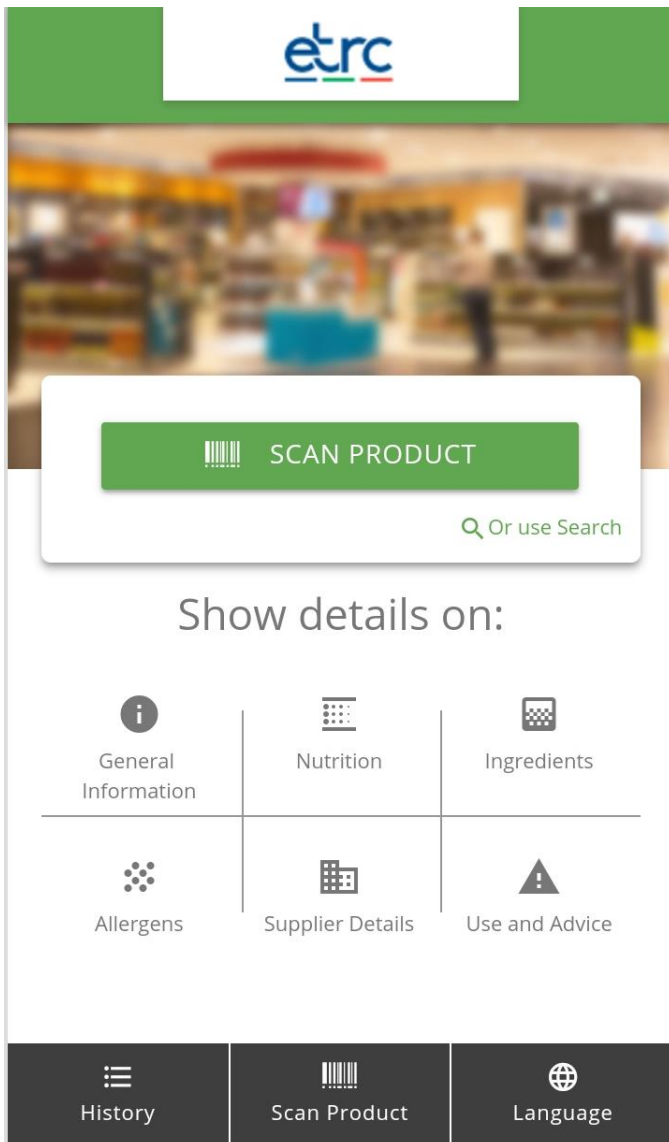 etrc
SCAN PRODUCT
Or use Search
Show details on:
General
Information
Nutrition
Ingredients
Allergens
Supplier Details
Use and Advice
History
Scan Product
Language